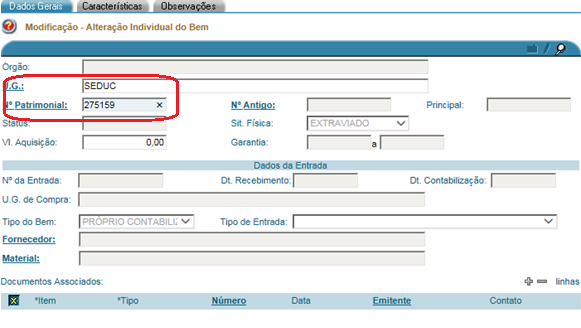 Dados Gerais Características Observações
Modificação - Alteração Individual do Bem
Órgão:
U.G.: SEDUC
Nº Patrimonial: 275159 × Nº Antigo: Principal:
Status: Sit. Física: EXTRAVIADO
Vl. Aquisição: 0,00 Garantia: a
Dados da Entrada
Nº da Entrada: Dt. Recebimento: Dt. Contabilização:
U.G. de Compra:
Tipo do Bem: PRÓPRIO CONTABILIZ Tipo de Entrada:
Fornecedor:
Material:
Documentos Associados: linhas
*Item *Tipo Número Data Emitente Contato